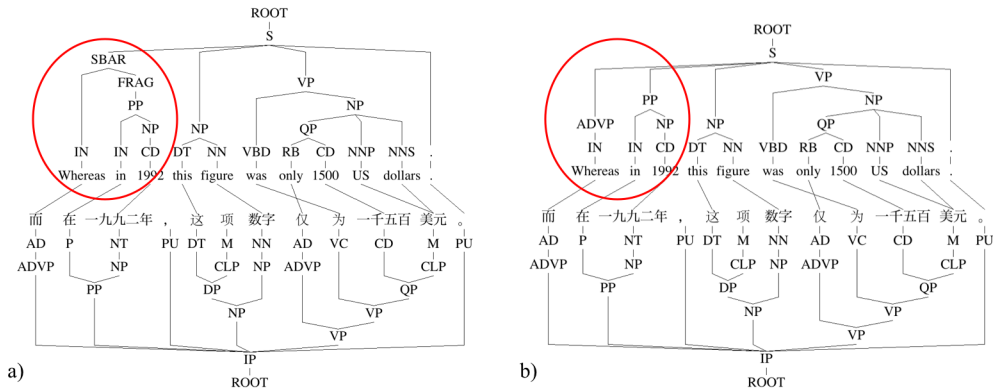 ROOT
S
SBAR
FRAG
VP
PP
NP
NP
NP
QP
IN IN CD DT NN VBD RB CD NNP NNS .
Whereas in 1992 this figure was only 1500 US dollars .
而 在 一九九二年 , 这 项 数字 仅 为 一千五百 美元 。
AD P NT PU DT M NN AD VC CD M PU
ADVP NP CLP NP ADVP CLP
PP DP QP
NP VP
VP
IP
ROOT
a)
ROOT
S
VP
PP NP
ADVP NP NP QP
IN IN CD DT NN VBD RB CD NNP NNS .
Whereas in 1992 this figure was only 1500 US dollars .
而 在 一九九二年 , 这 项 数字 仅 为 一千五百 美元 。
AD P NT PU DT M NN AD VC CD M PU
ADVP NP CLP NP ADVP CLP
PP DP QP
NP VP
VP
IP
ROOT
b)